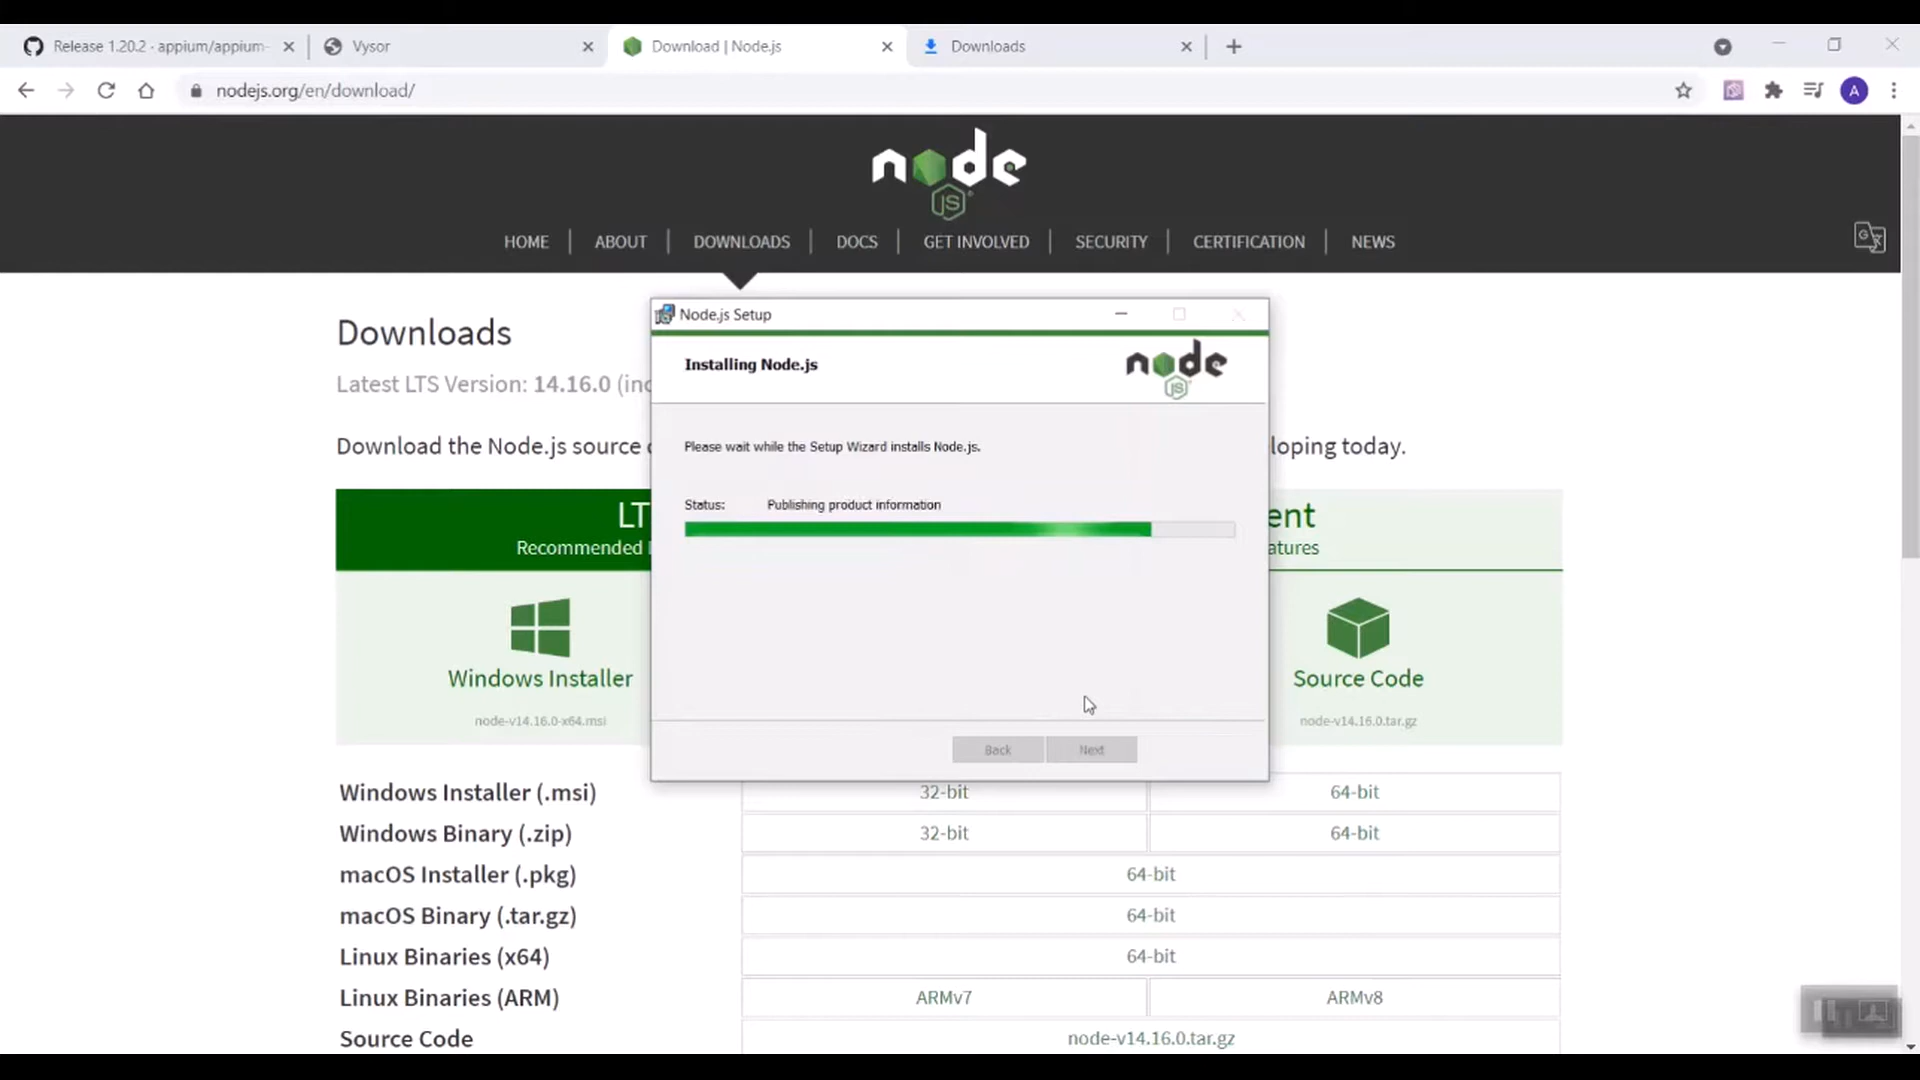 Release 1.20.2 · appium/appium-
Vysor
Download | Node.js
Downloads
nodejs.org/en/download/
A
node
JS
HOME
ABOUT
DOWNLOADS
DOCS
GET INVOLVED
SECURITY
CERTIFICATION
NEWS
Downloads
Latest LTS Version: 14.16.0 (inc
Download the Node.js source
loping today.
LT
Recommended
ent
atures
Windows Installer
node-v14.16.0-x64.msi
Source Code
node-v14.16.0.tar.gz
Node.js Setup
Installing Node.js
node
JS
Please wait while the Setup Wizard installs Node.js.
Status: Publishing product information
Back
Next
Windows Installer (.msi) 32-bit 64-bit
Windows Binary (.zip) 32-bit 64-bit
macOS Installer (.pkg) 64-bit
macOS Binary (.tar.gz) 64-bit
Linux Binaries (x64) 64-bit
Linux Binaries (ARM) ARMv7 ARMv8
Source Code node-v14.16.0.tar.gz